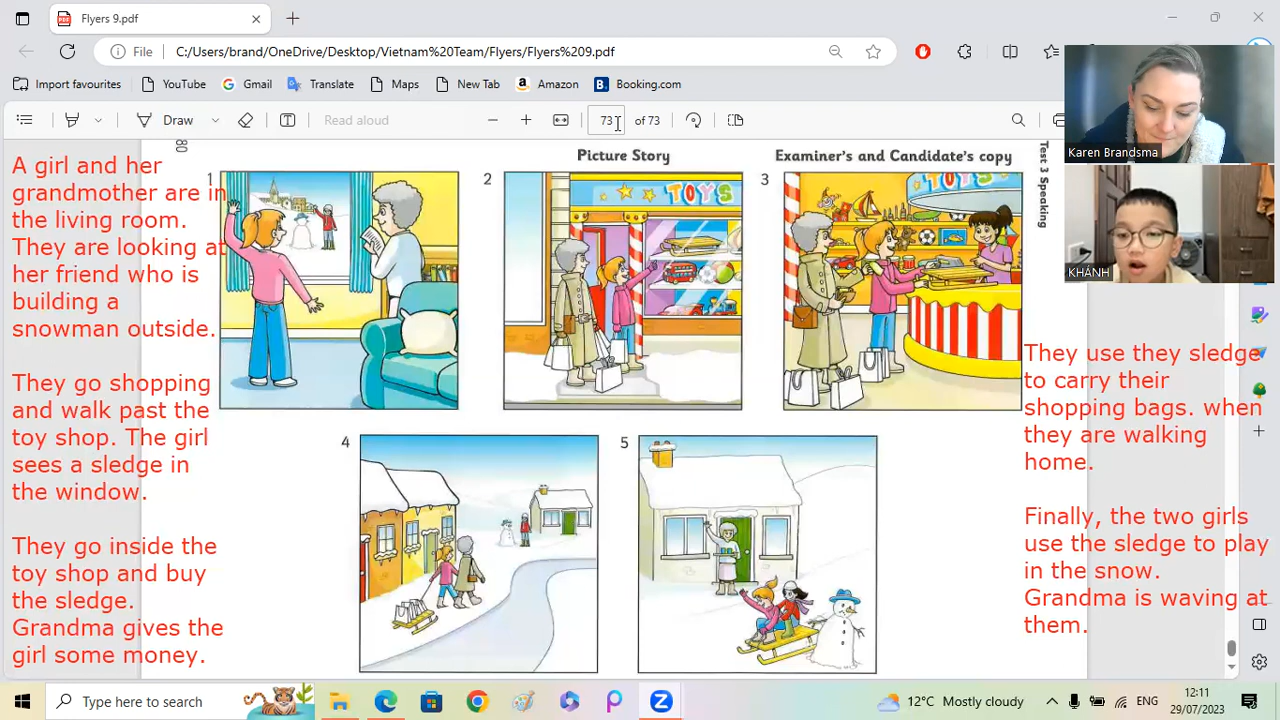 Flyers 9.pdf
File
C:/Users/brand/OneDrive/Desktop/Vietnam%20Team/Flyers/Flyers%209.pdf
Import favourites
YouTube
Gmail
Translate
Maps
New Tab
Amazon
B. Booking.com
Draw
Read aloud
73 of 73
Karen Brandsma
KHÁNH
80
Picture Story
Examiner's and Candidate's copy
Test 3 Speaking
1
2
3
4
5
TOYS
TOYS
A girl and her
grandmother are in
the living room.
They are looking at
her friend who is
building a
snowman outside.
They go shopping
and walk past the
toy shop. The girl
sees a sledge in
the window.
They go inside the
toy shop and buy
the sledge.
Grandma gives the
girl some money.
They use they sledge
to carry their
shopping bags. when
they are walking
home.
Finally, the two girls
use the sledge to play
in the snow.
Grandma is waving at
them.
Type here to search
12°C Mostly cloudy
ENG
12:11
29/07/2023